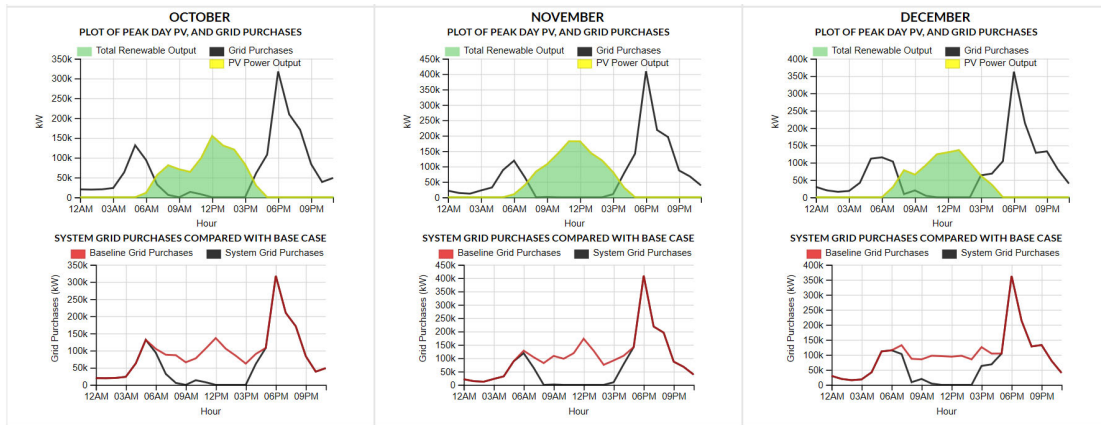 OCTOBER
PLOT OF PEAK DAY PV, AND GRID PURCHASES
Total Renewable Output Grid Purchases
PV Power Output
350k
300k
250k
200k
150k
100k
50k
0
kW
12AM 03AM 06AM 09AM 12PM 03PM 06PM 09PM
Hour
SYSTEM GRID PURCHASES COMPARED WITH BASE CASE
Baseline Grid Purchases System Grid Purchases
350k
300k
250k
200k
150k
100k
50k
0
Grid Purchases (kW)
12AM 03AM 06AM 09AM 12PM 03PM 06PM 09PM
Hour
NOVEMBER
PLOT OF PEAK DAY PV, AND GRID PURCHASES
Total Renewable Output Grid Purchases
PV Power Output
450k
400k
350k
300k
250k
200k
150k
100k
50k
0
kW
12AM 03AM 06AM 09AM 12PM 03PM 06PM 09PM
Hour
SYSTEM GRID PURCHASES COMPARED WITH BASE CASE
Baseline Grid Purchases System Grid Purchases
450k
400k
350k
300k
250k
200k
150k
100k
50k
0
Grid Purchases (kW)
12AM 03AM 06AM 09AM 12PM 03PM 06PM 09PM
Hour
DECEMBER
PLOT OF PEAK DAY PV, AND GRID PURCHASES
Total Renewable Output Grid Purchases
PV Power Output
400k
350k
300k
250k
200k
150k
100k
50k
0
kW
12AM 03AM 06AM 09AM 12PM 03PM 06PM 09PM
Hour
SYSTEM GRID PURCHASES COMPARED WITH BASE CASE
Baseline Grid Purchases System Grid Purchases
400k
350k
300k
250k
200k
150k
100k
50k
0
Grid Purchases (kW)
12AM 03AM 06AM 09AM 12PM 03PM 06PM 09PM
Hour